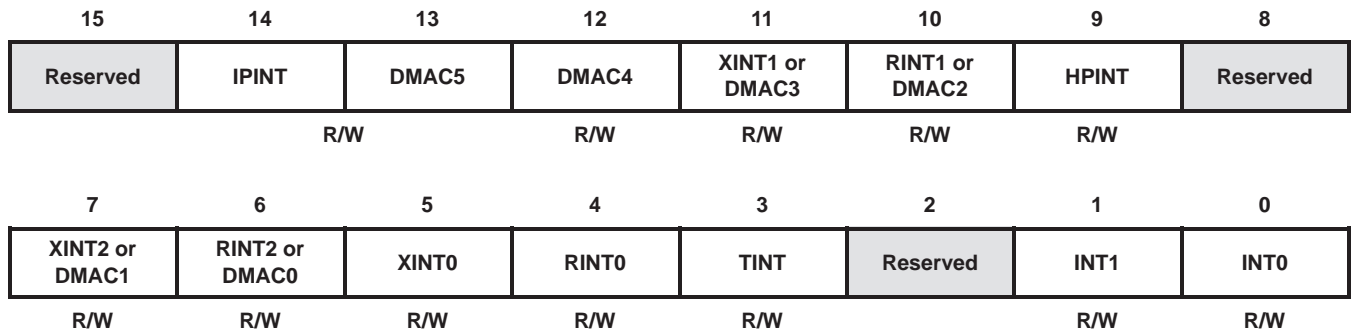 15 14 13 12 11 10 9 8
Reserved IPINT DMAC5 DMAC4 XINT1 or DMAC3 RINT1 or DMAC2 HPINT Reserved
R/W R/W R/W R/W R/W
7 6 5 4 3 2 1 0
XINT2 or DMAC1 RINT2 or DMAC0 XINT0 RINT0 TINT Reserved INT1 INT0
R/W R/W R/W R/W R/W R/W R/W